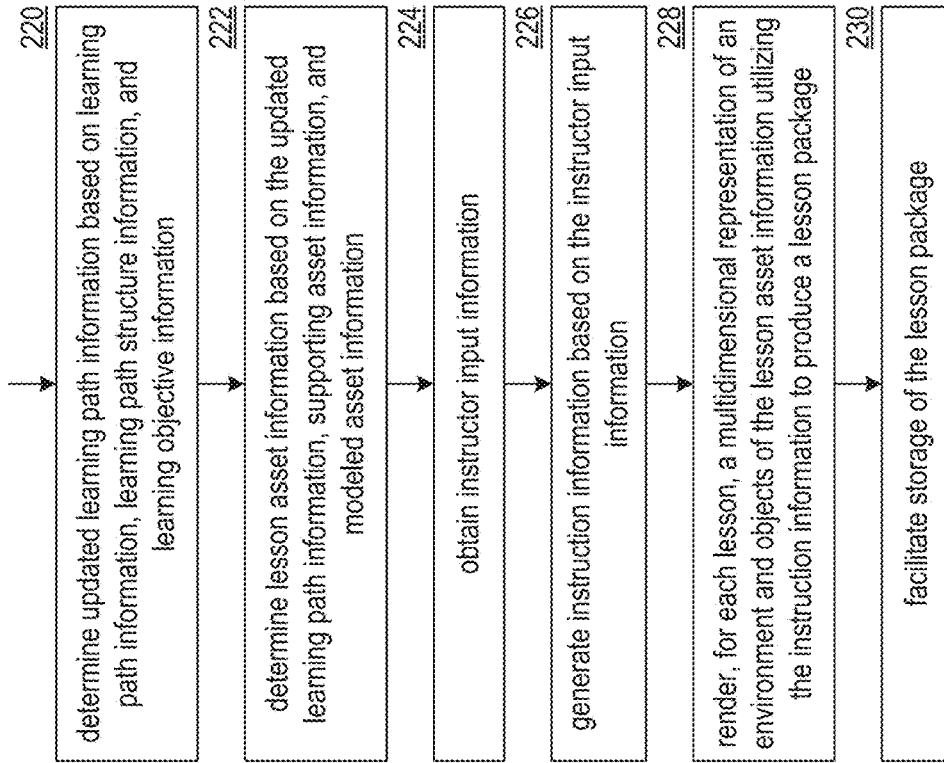 220
determine updated learning path information based on learning
path information, learning path structure information, and
learning objective information
222
determine lesson asset information based on the updated
learning path information, supporting asset information, and
modeled asset information
224
obtain instructor input information
226
generate instruction information based on the instructor input
information
228
render, for each lesson, a multidimensional representation of an
environment and objects of the lesson asset information utilizing
the instruction information to produce a lesson package
230
facilitate storage of the lesson package